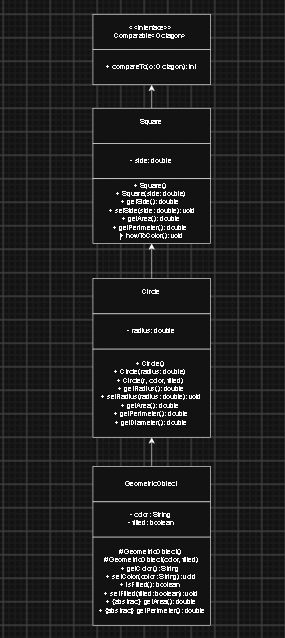 <<interface>>
Comparable<Octagon>
+ compareTo(o: Octagon): int
Square
- side: double
+ Square()
+ Square(side: double)
+ getSide(): double
+ setSide(side: double): void
+ getArea(): double
+ getPerimeter(): double
+ howToColor(): void
Circle
- radius: double
+ Circle()
+ Circle(radius: double)
+ Circle(r, color, filled)
+ getRadius(): double
+ setRadius(radius: double): void
+ getArea(): double
+ getPerimeter(): double
+ getDiameter(): double
GeometricObject
- color: String
- filled: boolean
#GeometricObject()
#GeometricObject(color, filled)
+ getColor(): String
+ setColor(color: String): void
+ isFilled(): boolean
+ setFilled(filled: boolean): void
+ {abstract} getArea(): double
+ {abstract} getPerimeter(): double